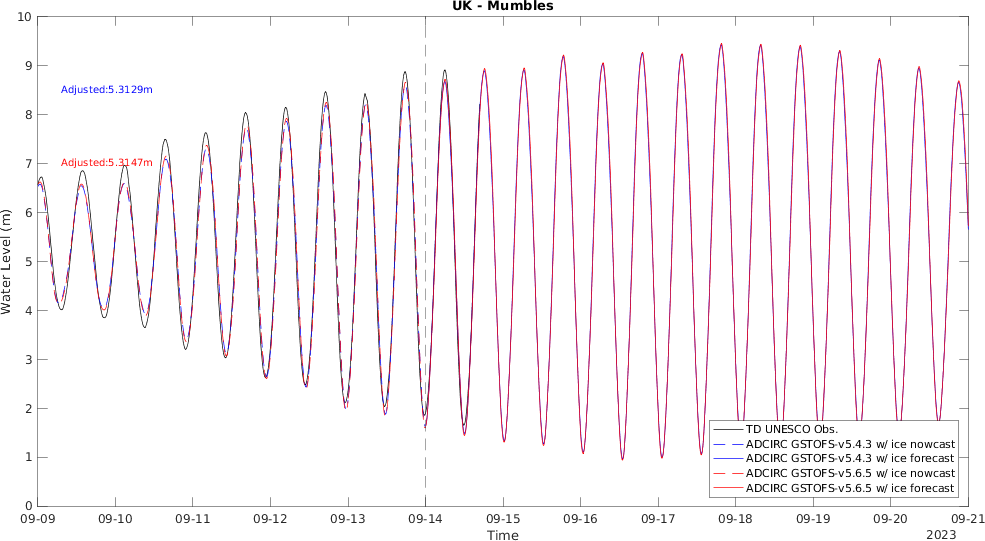 UK - Mumbles
10
9
8
7
6
5
4
3
2
1
0
Water Level (m)
Adjusted:5.3129m
Adjusted:5.3147m
TD UNESCO Obs.
ADCIRC GSTOFS-v5.4.3 w/ ice nowcast
ADCIRC GSTOFS-v5.4.3 w/ ice forecast
ADCIRC GSTOFS-v5.6.5 w/ ice nowcast
ADCIRC GSTOFS-v5.6.5 w/ ice forecast
09-09 09-10 09-11 09-12 09-13 09-14 09-15 09-16 09-17 09-18 09-19 09-20 09-21
Time
2023